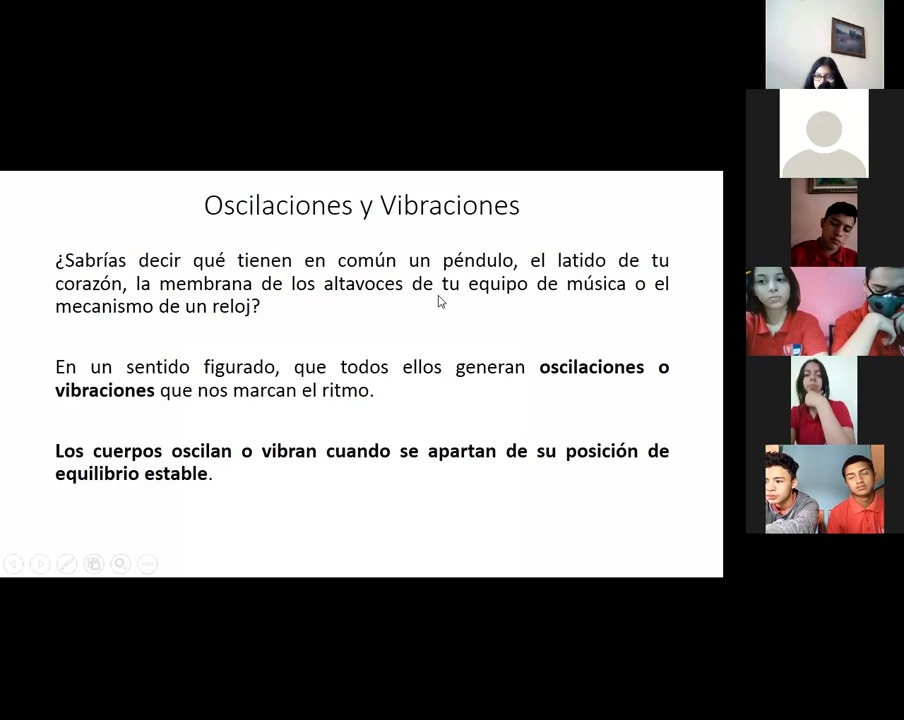 Oscilaciones y Vibraciones
¿Sabrías decir qué tienen en común un péndulo, el latido de tu
corazón, la membrana de los altavoces de tu equipo de música o el
mecanismo de un reloj?
En un sentido figurado, que todos ellos generan oscilaciones o
vibraciones que nos marcan el ritmo.
Los cuerpos oscilan o vibran cuando se apartan de su posición de
equilibrio estable.